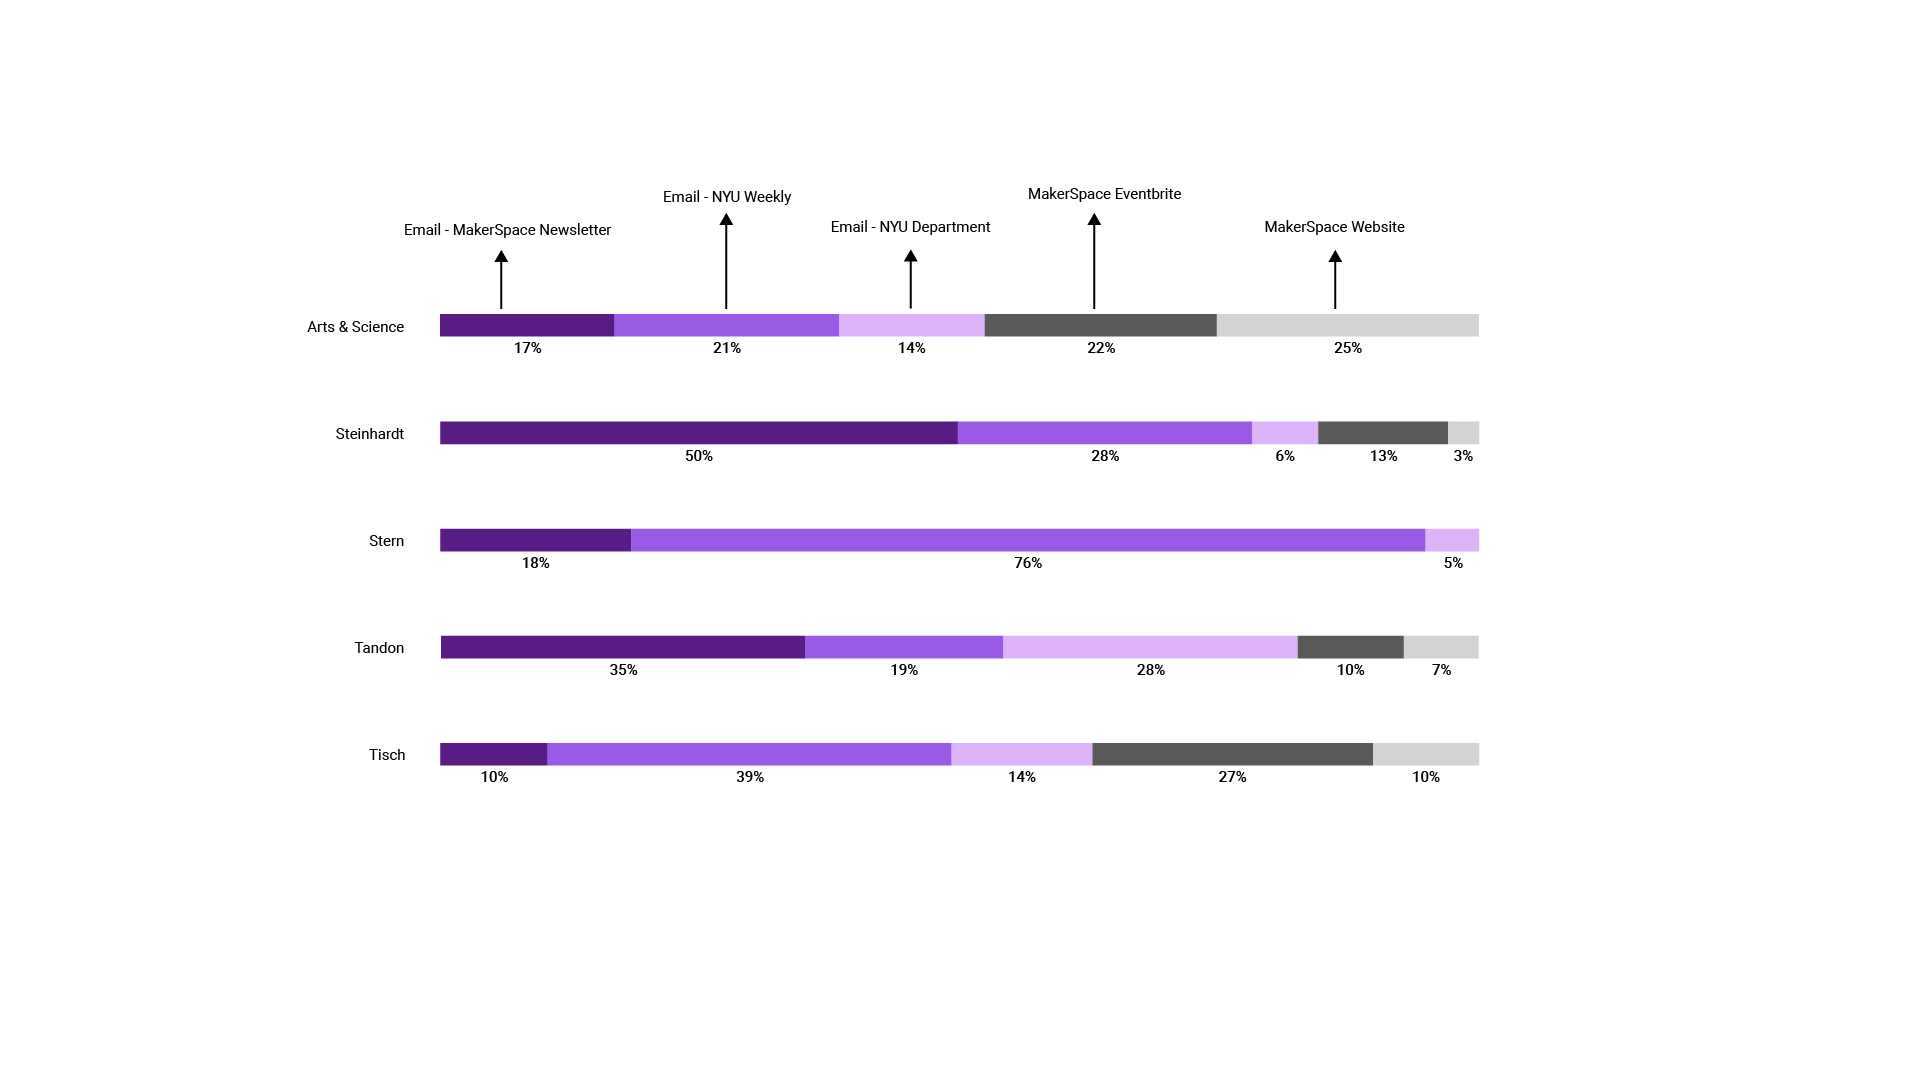 MakerSpace Eventbrite
Email - NYU Weekly
Email - NYU Department
MakerSpace Website
Email - MakerSpace Newsletter
Arts & Science
17% 21% 14% 22% 25%
Steinhardt
50% 28% 6% 13% 3%
Stern
18% 76% 5%
Tandon
35% 19% 28% 10% 7%
Tisch
10% 39% 14% 27% 10%